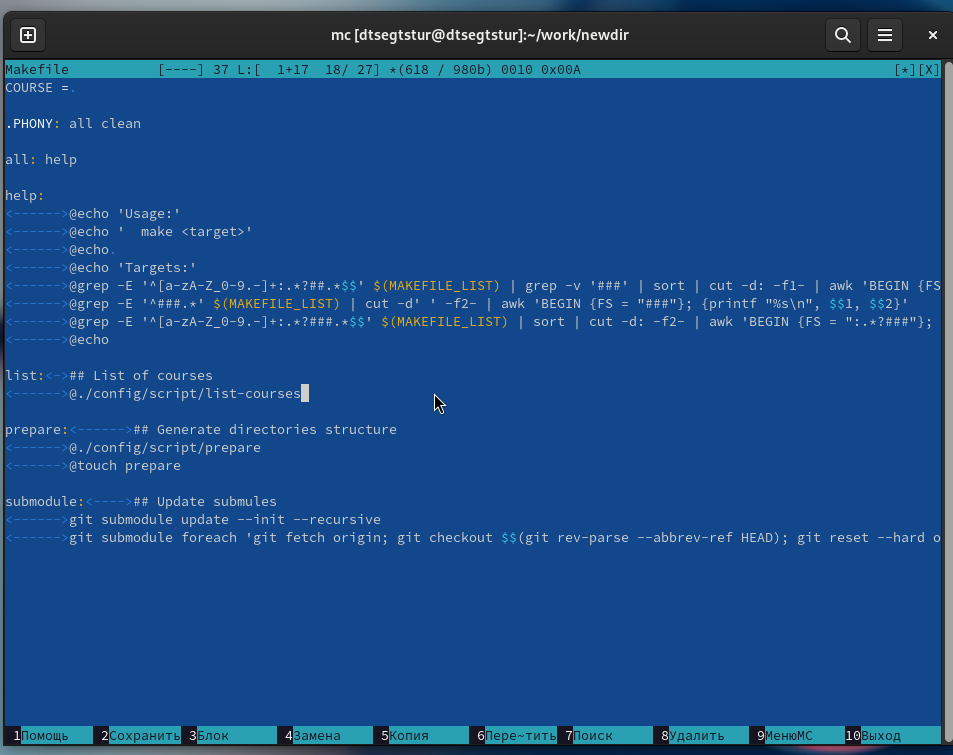 mc [dtsegtstur@dtsegtstur]:~/work/newdir
Makefile [----] 37 L:[ 1+17 18/ 27] *(618 / 980b) 0010 0x00A [*][X]
COURSE =.
.PHONY: all clean
all: help
help:
<------>@echo 'Usage:'
<------>@echo '  make <target>'
<------>@echo.
<------>@echo 'Targets:'
<------>@grep -E '^[a-zA-Z_0-9.-]+:.*?##.*$$' $(MAKEFILE_LIST) | grep -v '###' | sort | cut -d: -f1- | awk 'BEGIN {FS
<------>@grep -E '^###.*' $(MAKEFILE_LIST) | cut -d' ' -f2- | awk 'BEGIN {FS = "###"}; {printf "%s\n", $$1, $$2}'
<------>@grep -E '^[a-zA-Z_0-9.-]+:.*?###.*$$' $(MAKEFILE_LIST) | sort | cut -d: -f2- | awk 'BEGIN {FS = ":.*?###"};
<------>@echo
list:<->## List of courses
<------>@./config/script/list-courses
prepare:<------>## Generate directories structure
<------>@./config/script/prepare
<------>@touch prepare
submodule:<---->## Update submules
<------>git submodule update --init --recursive
<------>git submodule foreach 'git fetch origin; git checkout $$(git rev-parse --abbrev-ref HEAD); git reset --hard o
1Помощь 2Сохранить 3Блок 4Замена 5Копия 6Пере~тить 7Поиск 8Удалить 9МенюMC 10Выход